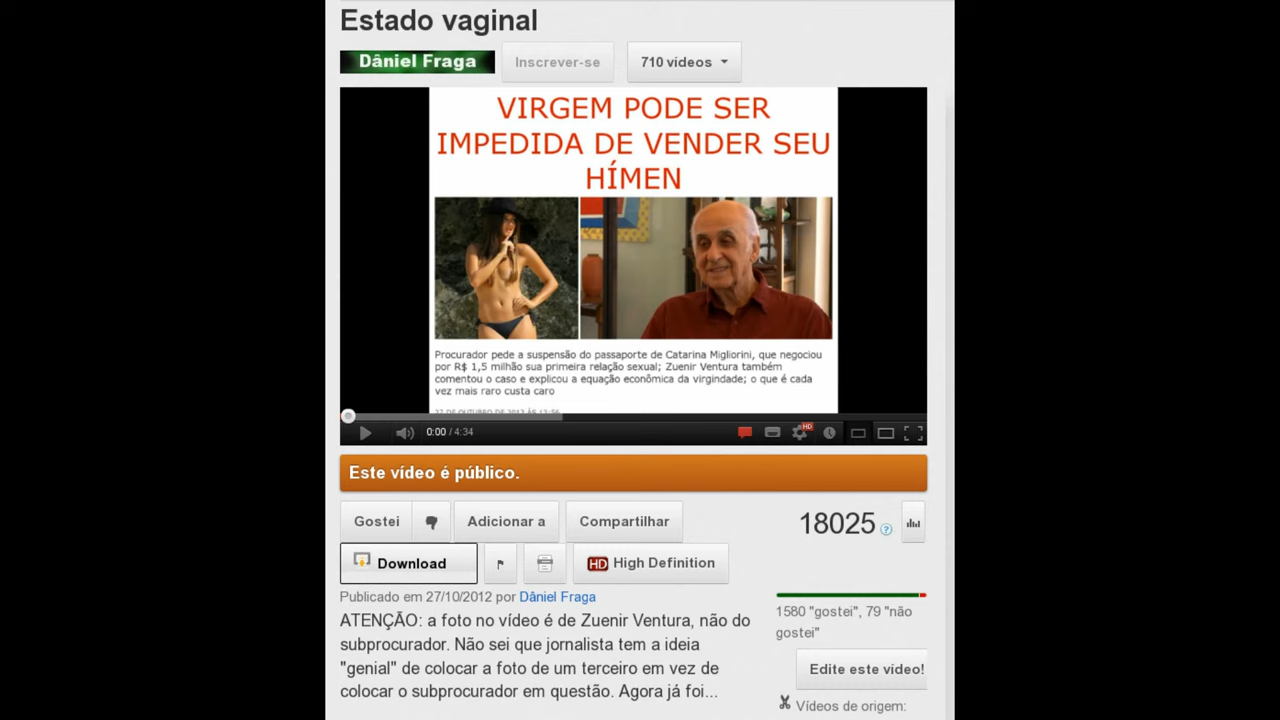 Estado vaginal
Dâniel Fraga
Inscrever-se
710 vídeos
VIRGEM PODE SER
IMPEDIDA DE VENDER SEU
HÍMEN
Procurador pede a suspensão do passaporte de Catarina Migliorini, que negociou
por R$ 1,5 milhão sua primeira relação sexual; Zuenir Ventura também
comentou o caso e explicou a equação econômica da virgindade; o que é cada
vez mais raro custa caro
0:00 / 4:34
HD
Este vídeo é público.
Gostei
Adicionar a
Compartilhar
18025
?
Download
HD High Definition
Publicado em 27/10/2012 por Dâniel Fraga
ATENÇÃO: a foto no vídeo é de Zuenir Ventura, não do
subprocurador. Não sei que jornalista tem a ideia
"genial" de colocar a foto de um terceiro em vez de
colocar o subprocurador em questão. Agora já foi...
1580 "gostei", 79 "não
gostei"
Edite este vídeo!
Vídeos de origem: